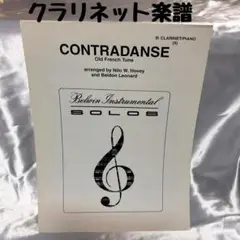 クラリネット楽譜
B♭ CLARINET/PIANO
CONTRADANSE
Old French Tune
arranged by Nilo W. Hovey
and Beldon Leonard
Belwin Instrumental
SOLOS